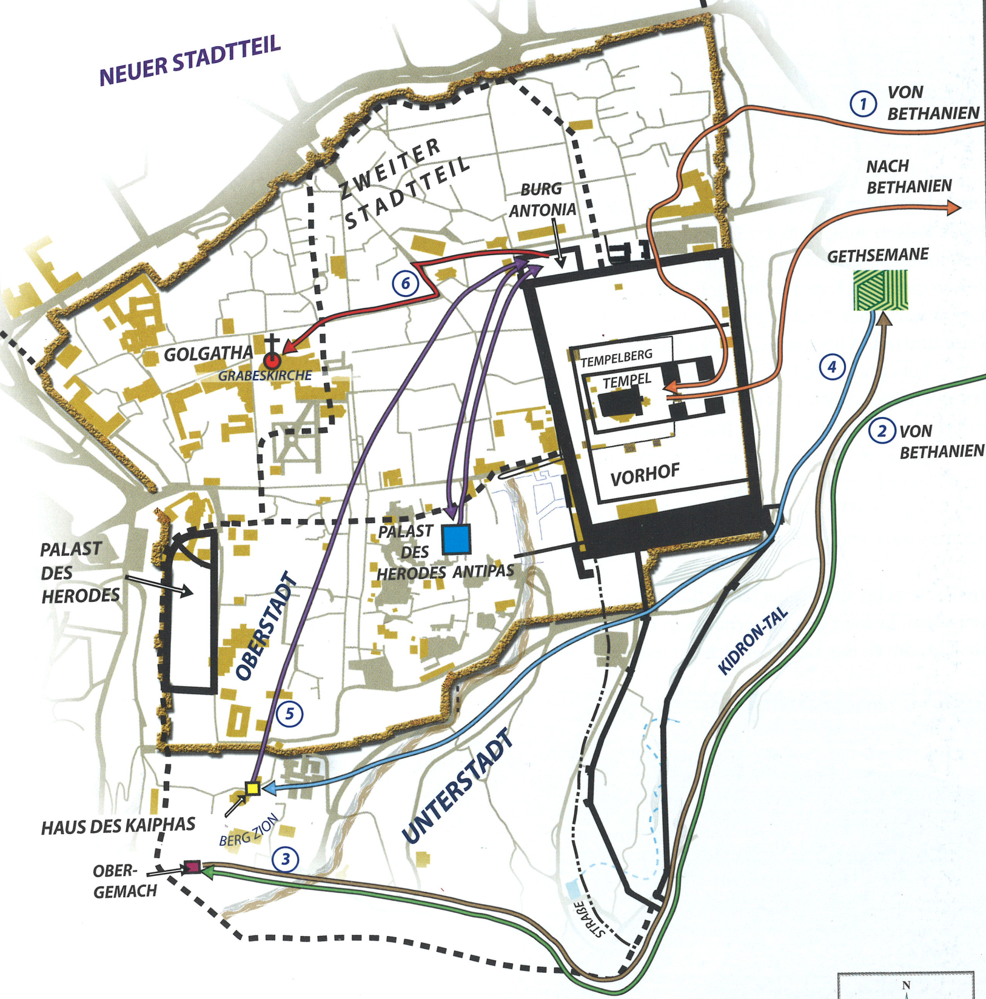 NEUER STADTTEIL
1
VON
BETHANIEN
NACH
BETHANIEN
ZWEITER
STADTTEIL
BURG
ANTONIA
GETHSEMANE
6
GOLGATHA
GRABESKIRCHE
TEMPELBERG
TEMPEL
4
2
VON
BETHANIEN
VORHOF
PALAST
DES
HERODES
PALAST
DES
HERODES ANTIPAS
OBERSTADT
KIDRON-TAL
5
UNTERSTADT
HAUS DES KAIPHAS
BERG ZION
3
OBER-
GEMACH
STRAßE
N